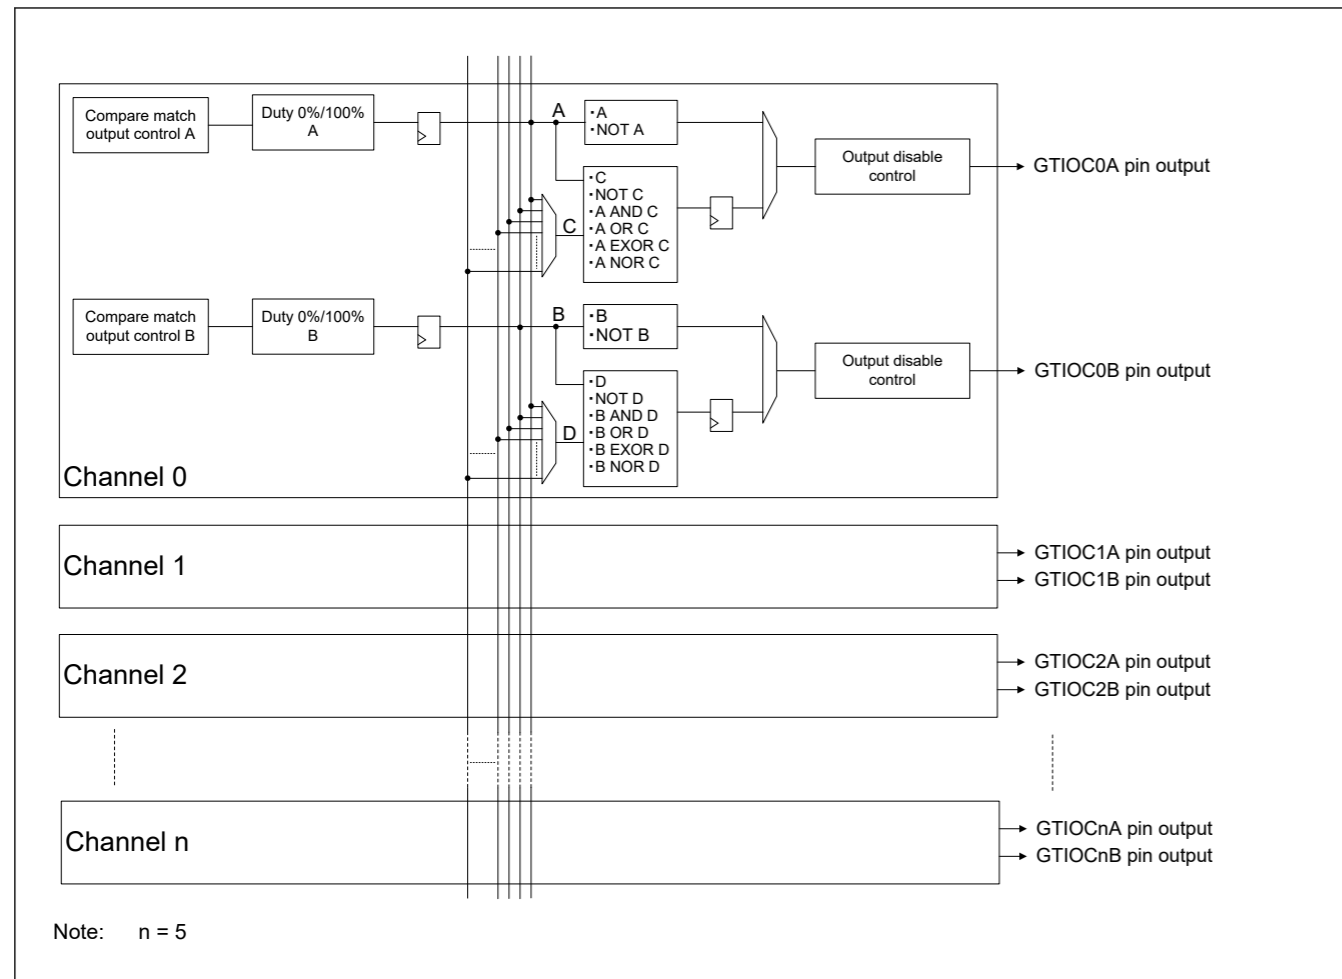 Compare match
output control A
Duty 0%/100%
A
A
・A
・NOT A
Output disable
control
GTIOC0A pin output
C
・C
・NOT C
・A AND C
・A OR C
・A EXOR C
・A NOR C
Compare match
output control B
Duty 0%/100%
B
B
・B
・NOT B
Output disable
control
GTIOC0B pin output
D
・D
・NOT D
・B AND D
・B OR D
・B EXOR D
・B NOR D
Channel 0
Channel 1
GTIOC1A pin output
GTIOC1B pin output
Channel 2
GTIOC2A pin output
GTIOC2B pin output
Channel n
GTIOCnA pin output
GTIOCnB pin output
Note: n = 5